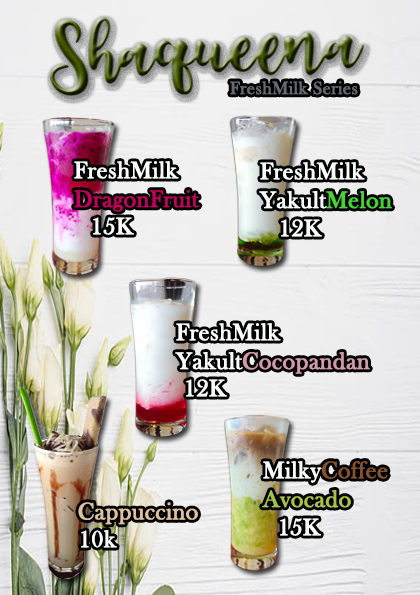 Shaqueena
FreshMilk Series
FreshMilk
DragonFruit
15K
FreshMilk
YakultMelon
12K
FreshMilk
YakultCocopandan
12K
Cappuccino
10k
MilkyCoffee
Avocado
15K